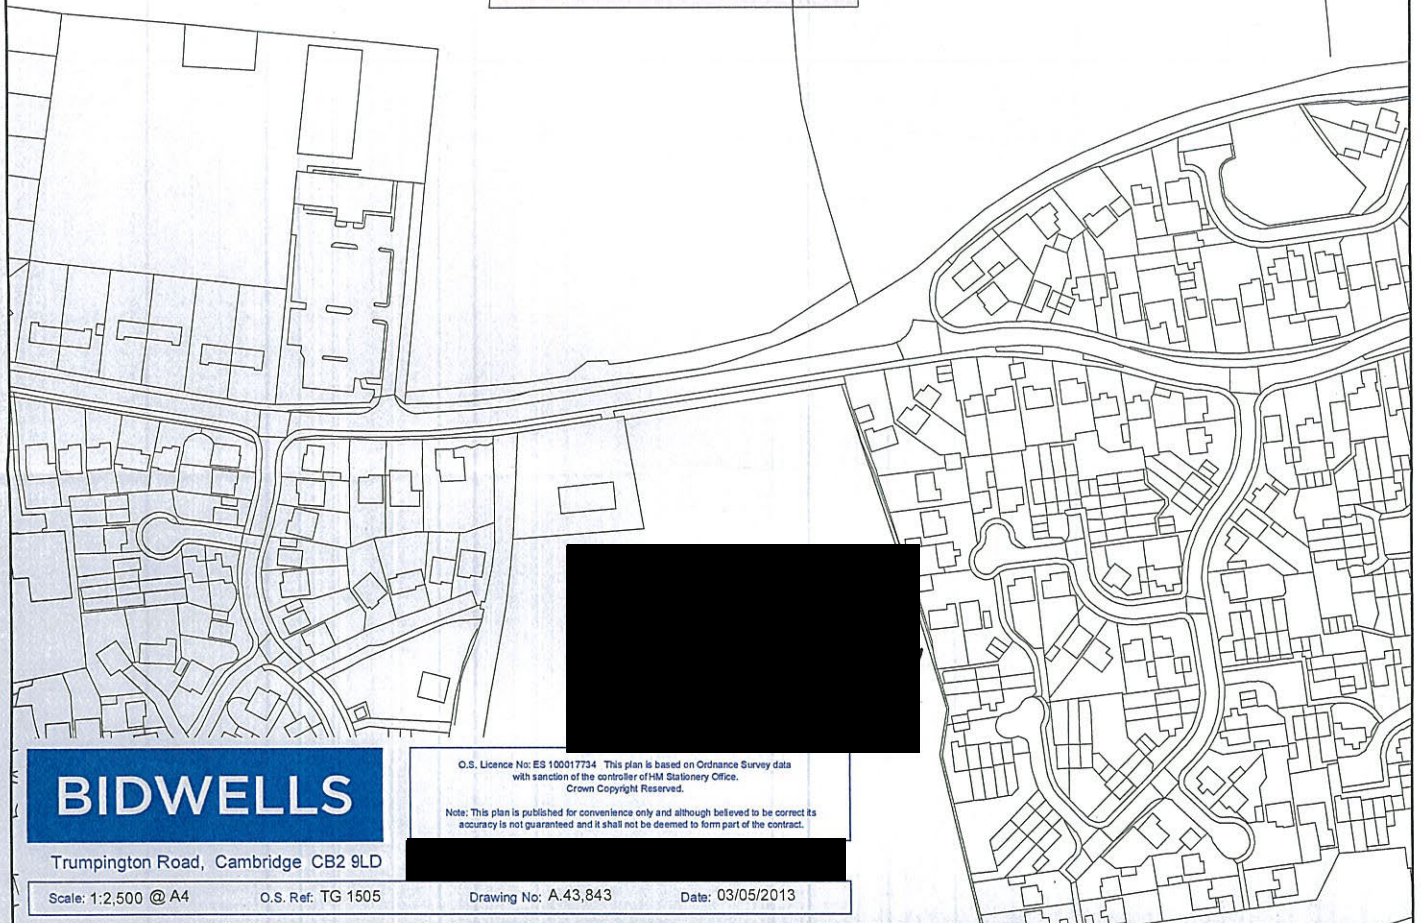 BIDWELLS
Trumpington Road, Cambridge CB2 9LD
O.S. Licence No: ES 100017734 This plan is based on Ordnance Survey data
with sanction of the controller of HM Stationery Office.
Crown Copyright Reserved.
Note: This plan is published for convenience only and although believed to be correct its
accuracy is not guaranteed and it shall not be deemed to form part of the contract.
Scale: 1:2,500 @ A4 O.S. Ref: TG 1505 Drawing No: A.43,843 Date: 03/05/2013